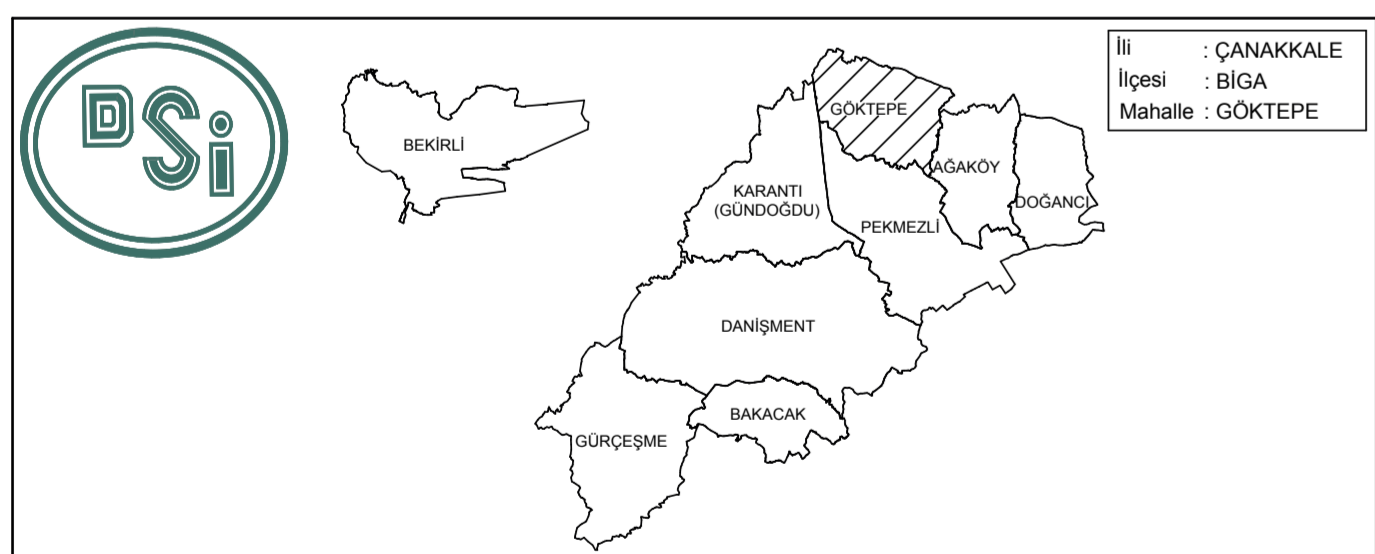 DSİ
İli : ÇANAKKALE
İlçesi : BİGA
Mahalle : GÖKTEPE
BEKİRLİ
GÖKTEPE
AĞAKÖY
DOĞANCI
KARANTI
(GÜNDOĞDU)
PEKMEZLİ
DANİŞMENT
BAKACAK
GÜRÇEŞME